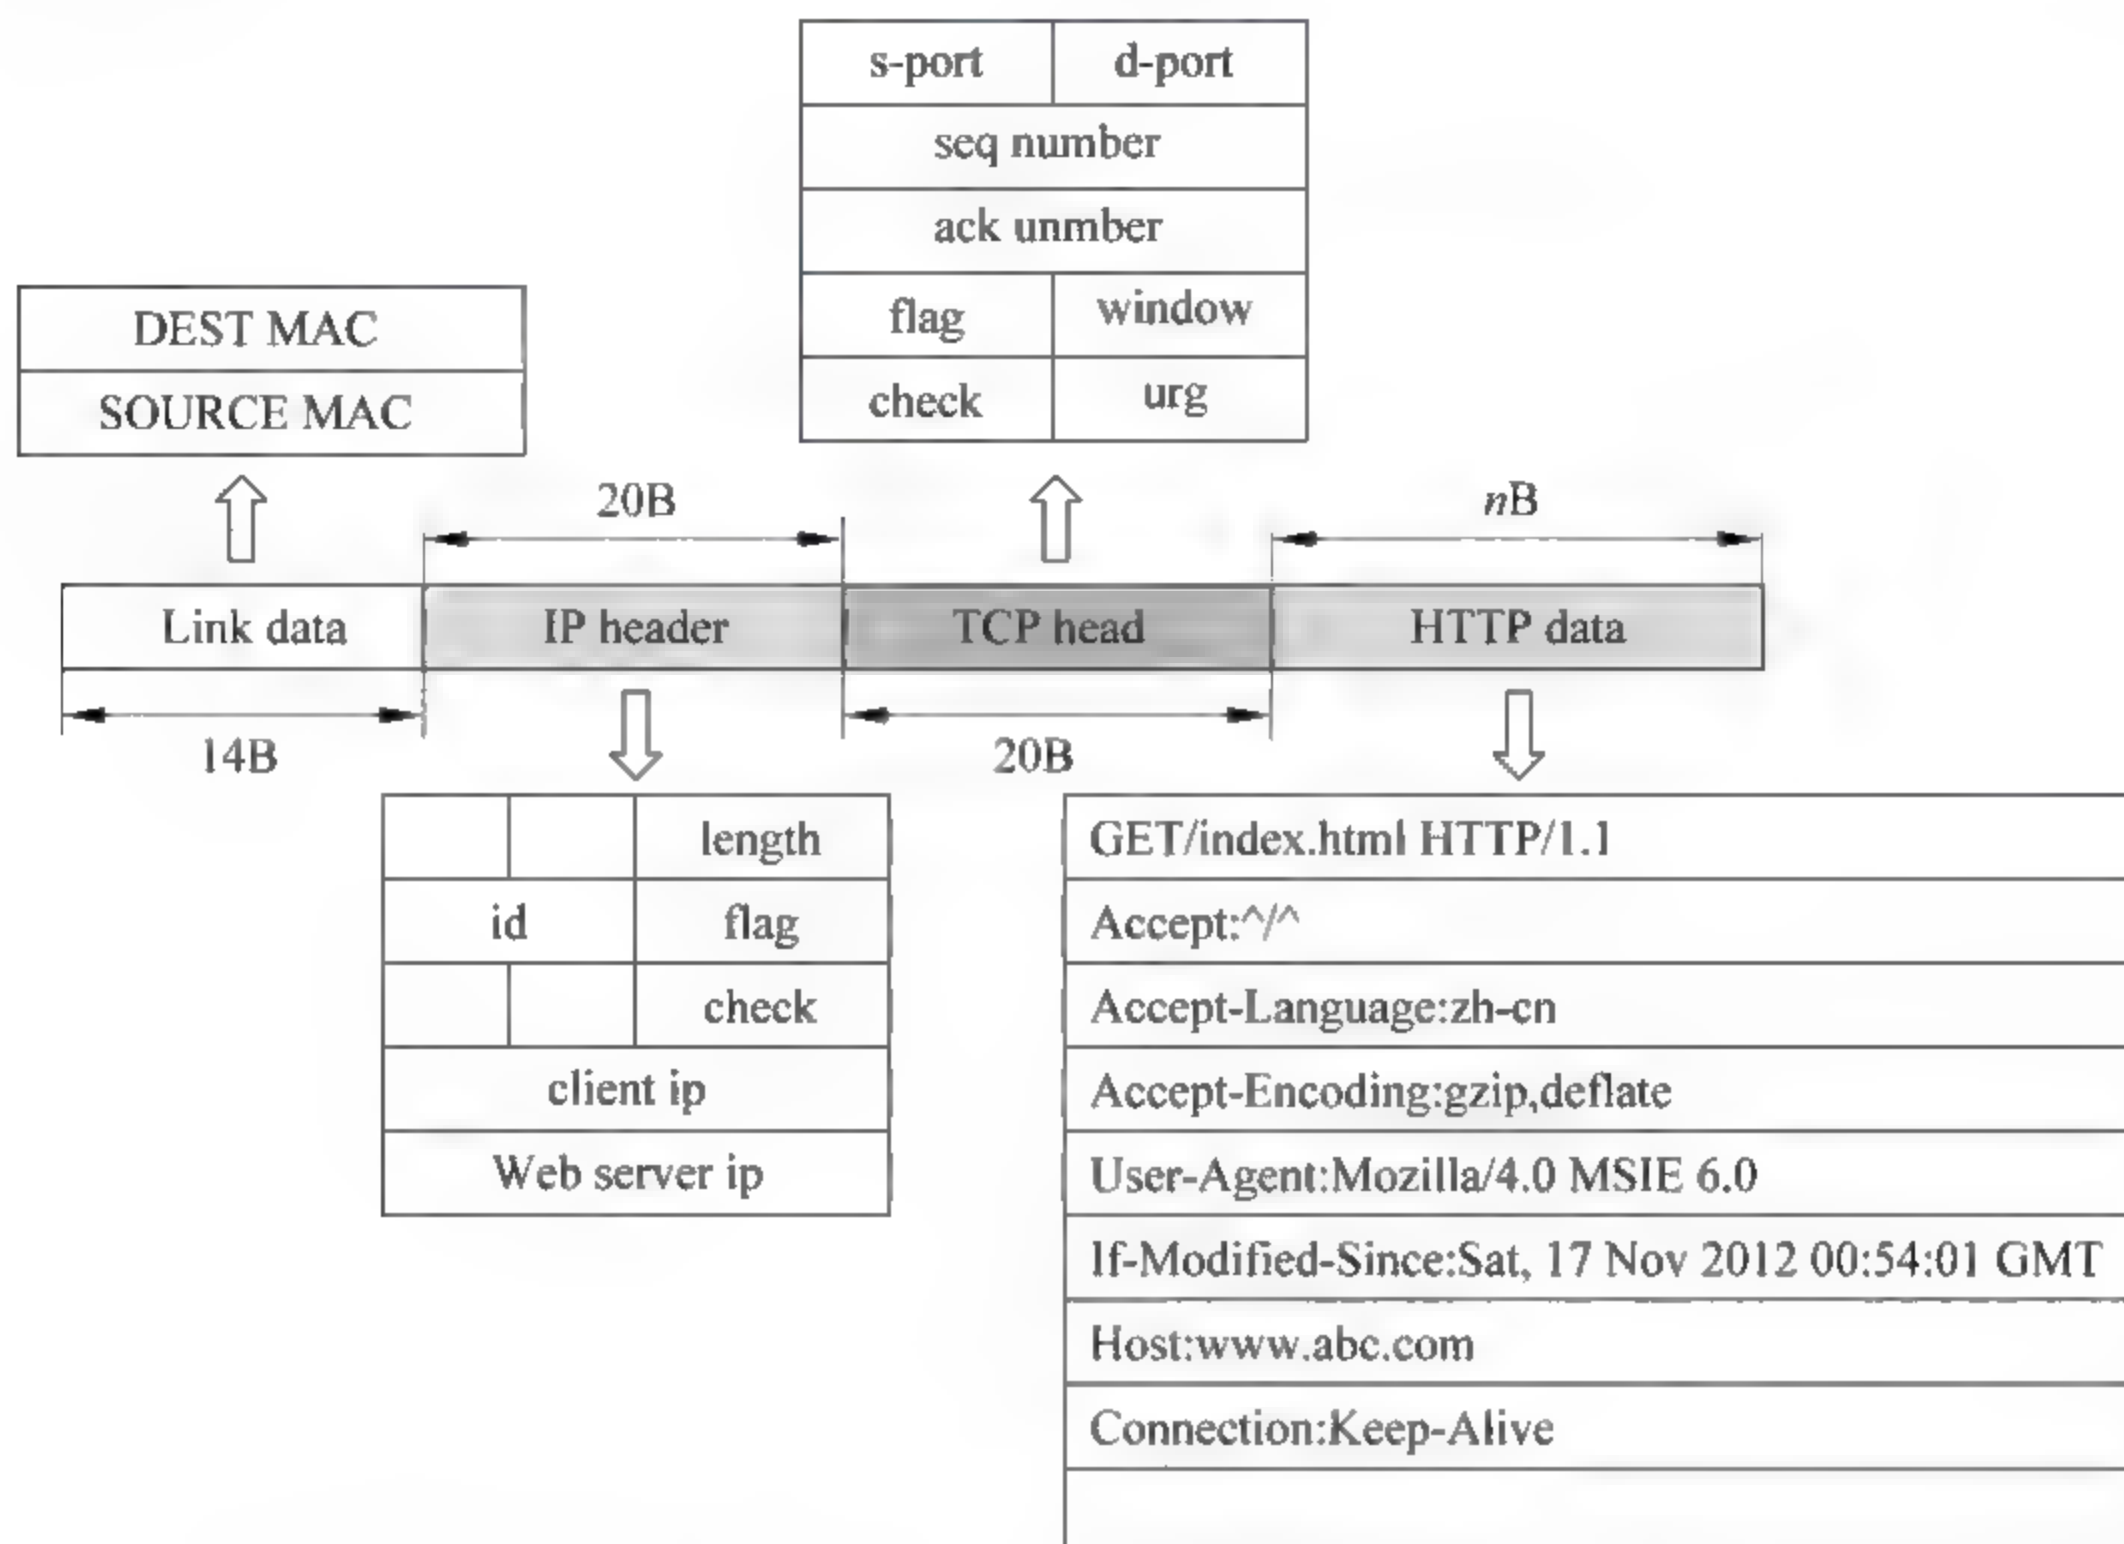 s-port d-port
seq number
ack unmber
flag window
check urg
DEST MAC
SOURCE MAC
20B
nB
Link data IP header TCP head HTTP data
14B
20B
length
id flag
check
client ip
Web server ip
GET/index.html HTTP/1.1
Accept:^/^
Accept-Language:zh-cn
Accept-Encoding:gzip,deflate
User-Agent:Mozilla/4.0 MSIE 6.0
If-Modified-Since:Sat, 17 Nov 2012 00:54:01 GMT
Host:www.abc.com
Connection:Keep-Alive